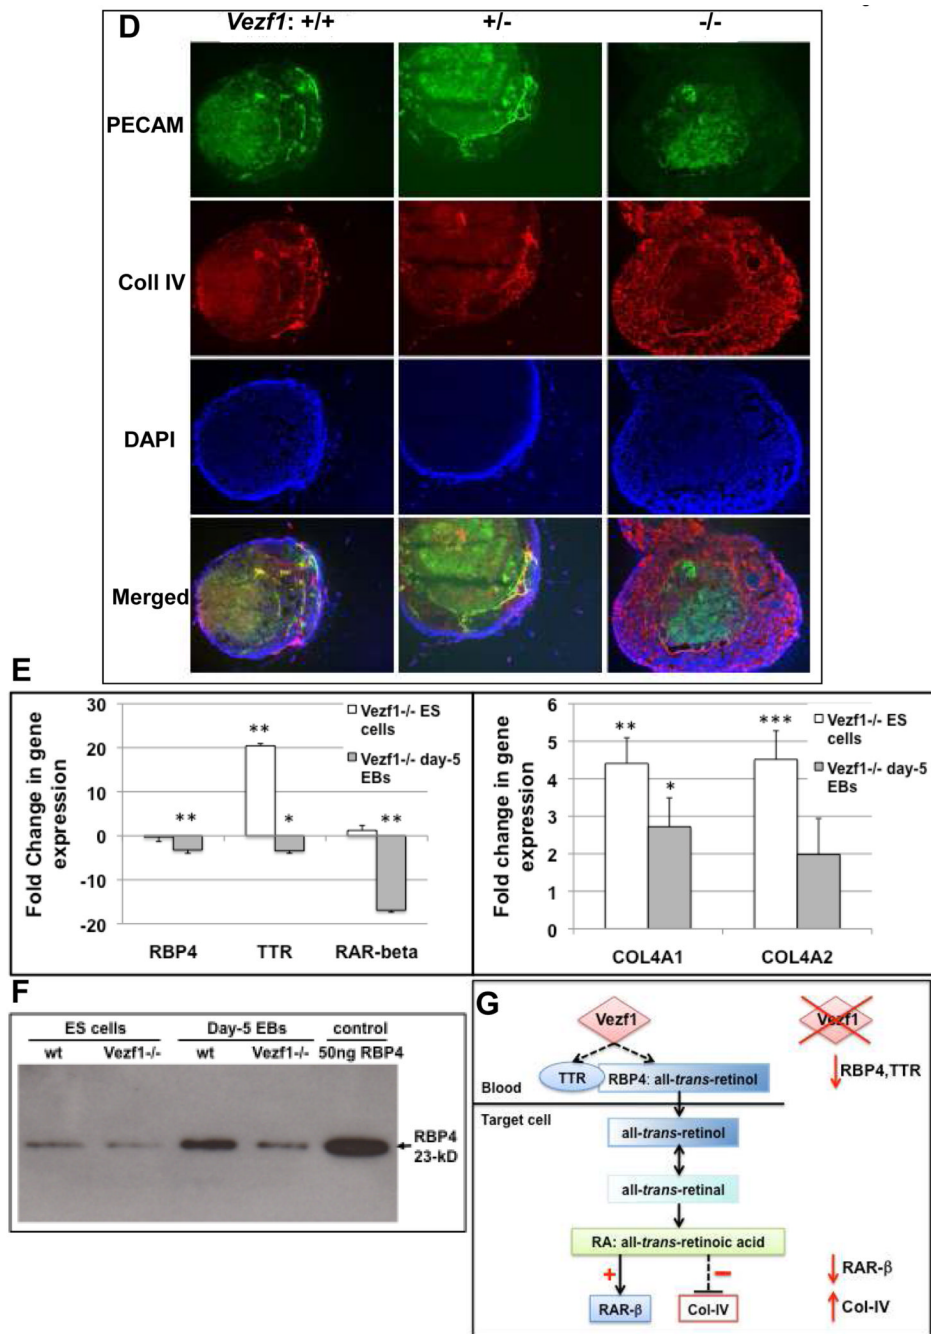 D
Vezf1: +/+ +/- -/-
PECAM
Coll IV
DAPI
Merged
E
Fold Change in gene
expression
30
20
10
0
-10
-20
**
**
*
**
RBP4 TTR RAR-beta
Vezf1-/- ES
cells
Vezf1-/- day-5
EBs
Fold Change in gene
expression
6
5
4
3
2
1
0
**
*
***
COL4A1 COL4A2
Vezf1-/- ES
cells
Vezf1-/- day-5
EBs
F
ES cells Day-5 EBs control
wt Vezf1-/- wt Vezf1-/- 50ng RBP4
RBP4
23-kD
G
Vezf1
Vezf1
TTR
RBP4: all-trans-retinol
RBP4,TTR
Blood
Target cell
all-trans-retinol
all-trans-retinal
RA: all-trans-retinoic acid
+ −
RAR-β
Col-IV
RAR-β
Col-IV